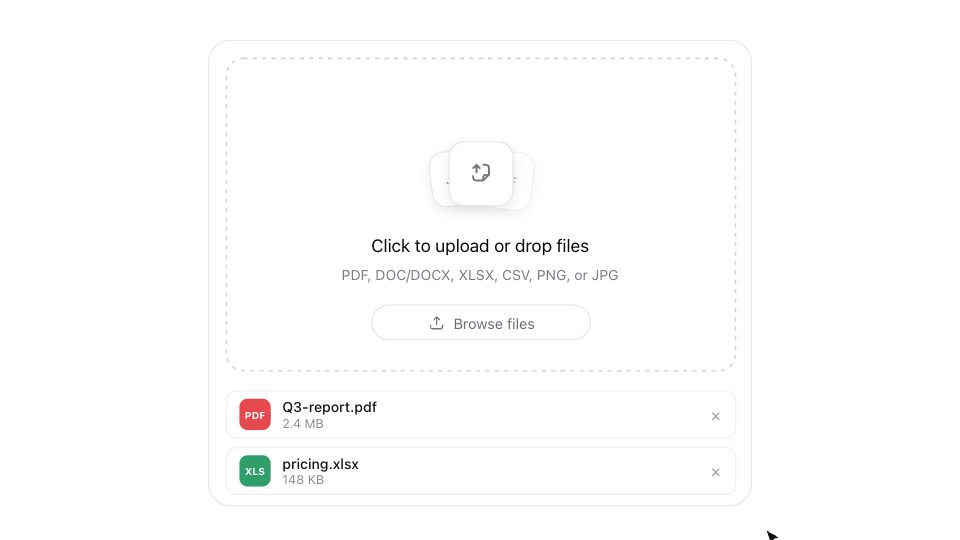 Click to upload or drop files
PDF, DOC/DOCX, XLSX, CSV, PNG, or JPG
Browse files
PDF
Q3-report.pdf
2.4 MB
XLS
pricing.xlsx
148 KB